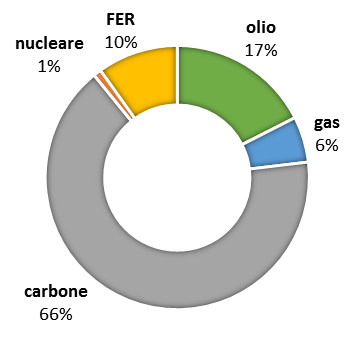 FER
10%
olio
17%
nucleare
1%
gas
6%
carbone
66%